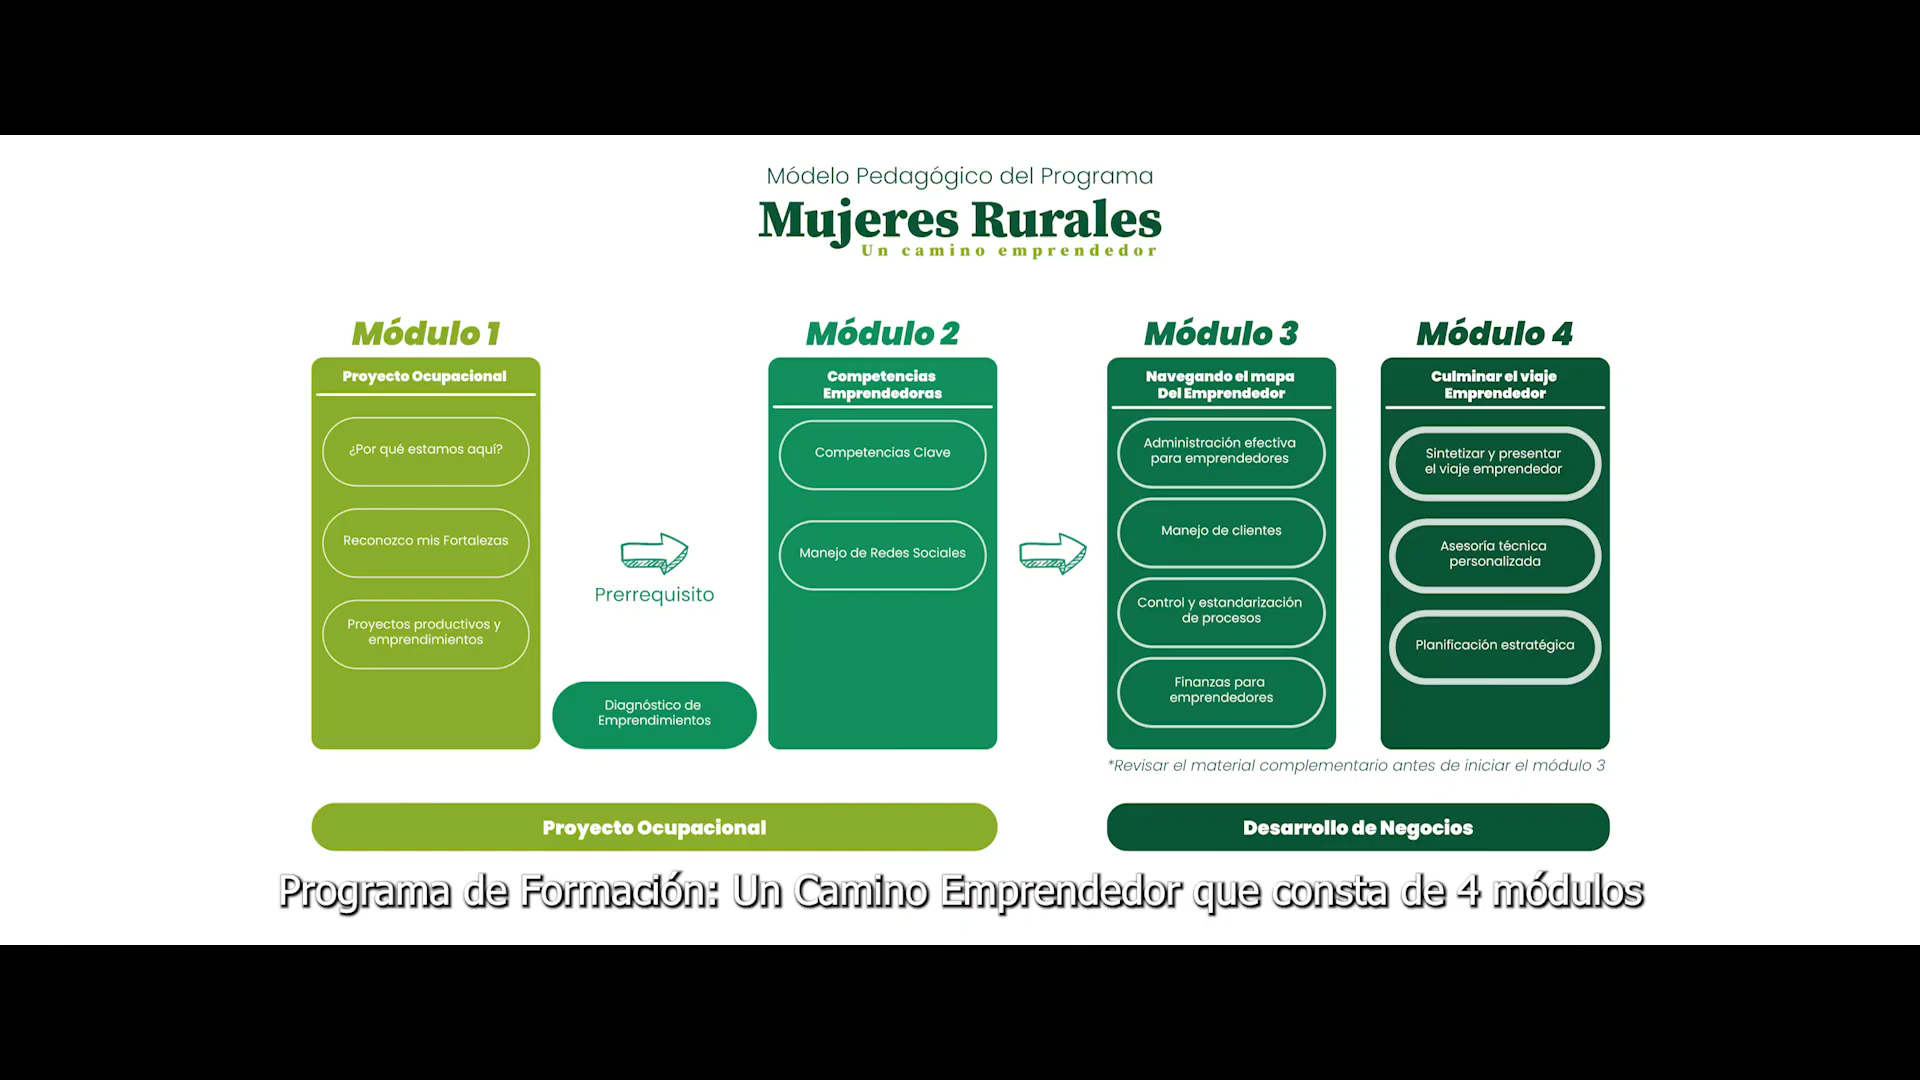 Módelo Pedagógico del Programa
Mujeres Rurales
Un camino emprendedor
Módulo 1
Proyecto Ocupacional
¿Por qué estamos aquí?
Reconozco mis Fortalezas
Proyectos productivos y
emprendimientos
Prerrequisito
Diagnóstico de
Emprendimientos
Módulo 2
Competencias
Emprendedoras
Competencias Clave
Manejo de Redes Sociales
Módulo 3
Navegando el mapa
Del Emprendedor
Administración efectiva
para emprendedores
Manejo de clientes
Control y estandarización
de procesos
Finanzas para
emprendedores
Módulo 4
Culminar el viaje
Emprendedor
Sintetizar y presentar
el viaje emprendedor
Asesoría técnica
personalizada
Planificación estratégica
*Revisar el material complementario antes de iniciar el módulo 3
Proyecto Ocupacional
Desarrollo de Negocios
Programa de Formación: Un Camino Emprendedor que consta de 4 módulos